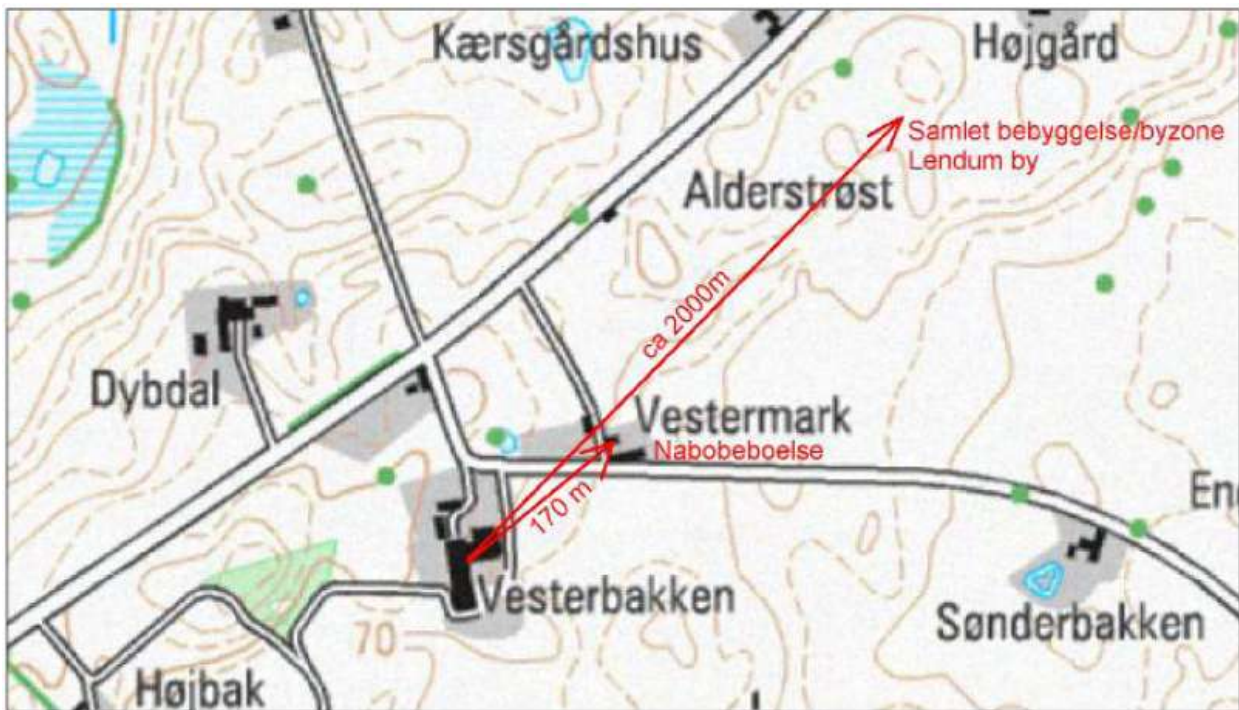 Kærsgårdshus
Højgård
Samlet bebyggelse/byzone
Lendum by
Alderstrøst
ca 2000m
Dybdal
Vestermark
Nabobeboelse
170 m
En
Vesterbakken
Sønderbakken
70
Højbak